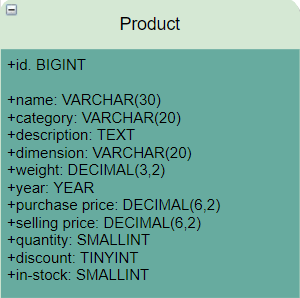 Product
+id. BIGINT
+name: VARCHAR(30)
+category: VARCHAR(20)
+description: TEXT
+dimension: VARCHAR(20)
+weight: DECIMAL(3,2)
+year: YEAR
+purchase price: DECIMAL(6,2)
+selling price: DECIMAL(6,2)
+quantity: SMALLINT
+discount: TINYINT
+in-stock: SMALLINT